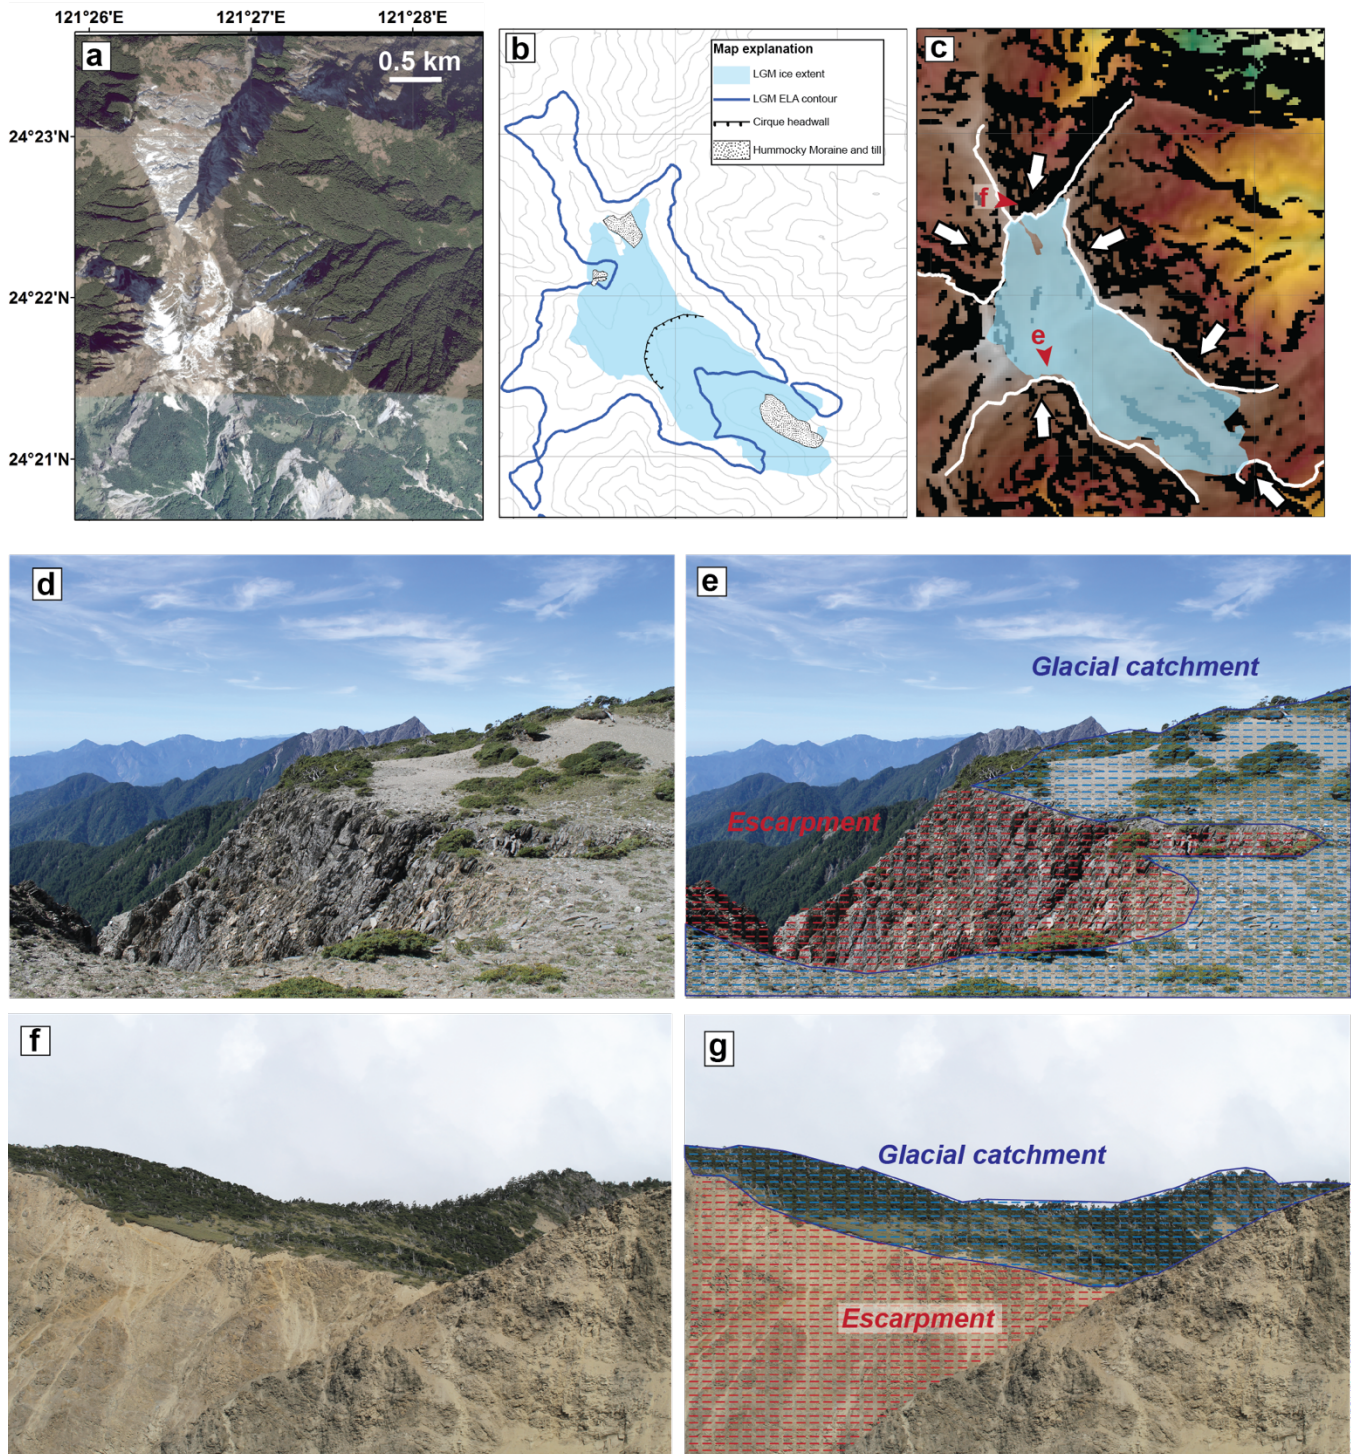 121°26'E
121°27'E
121°28'E
24°23'N
24°22'N
24°21'N
a
0.5 km
b
Map explanation
LGM ice extent
LGM ELA contour
Cirque headwall
Hummocky Moraine and till
c
f
e
d
e
Glacial catchment
Escarpment
f
g
Glacial catchment
Escarpment